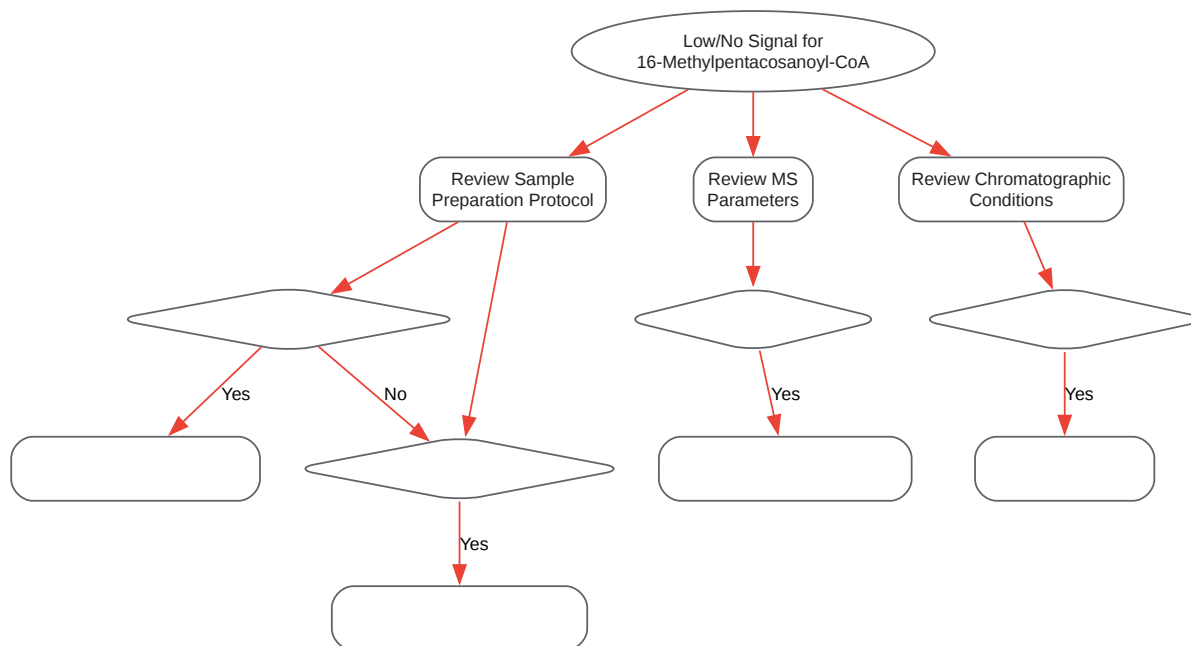 Low/No Signal for
16-Methylpentacosanoyl-CoA
Review Sample
Preparation Protocol
Review MS
Parameters
Review Chromatographic
Conditions
Yes
No
Yes
Yes
Yes